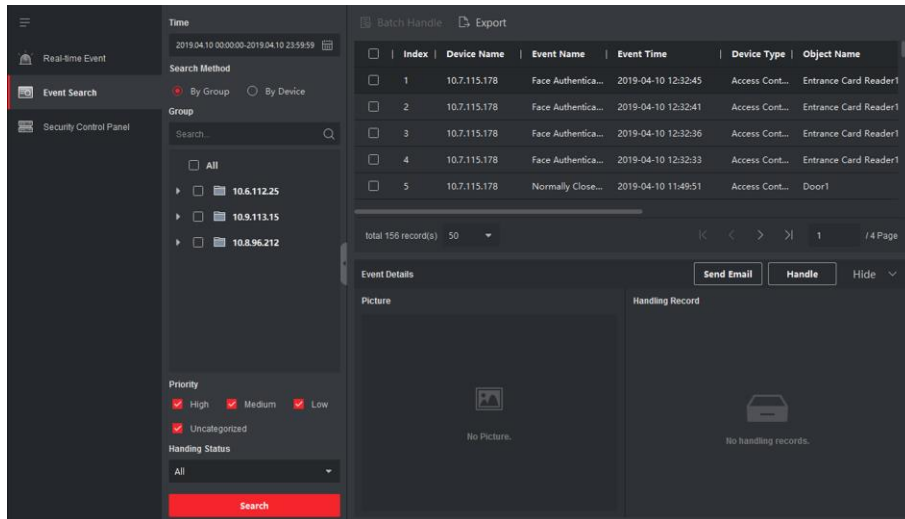 Real-time Event
Event Search
Security Control Panel
Time
2019.04.10 00:00:00-2019.04.10 23:59:59
Search Method
By Group By Device
Group
Search...
All
10.6.112.25
10.9.113.15
10.8.96.212
Priority
High Medium Low
Uncategorized
Handing Status
All
Search
Batch Handle Export
Index | Device Name | Event Name | Event Time | Device Type | Object Name
1 10.7.115.178 Face Authentica... 2019-04-10 12:32:45 Access Cont... Entrance Card Reader1
2 10.7.115.178 Face Authentica... 2019-04-10 12:32:41 Access Cont... Entrance Card Reader1
3 10.7.115.178 Face Authentica... 2019-04-10 12:32:36 Access Cont... Entrance Card Reader1
4 10.7.115.178 Face Authentica... 2019-04-10 12:32:33 Access Cont... Entrance Card Reader1
5 10.7.115.178 Normally Close... 2019-04-10 11:49:51 Access Cont... Door1
total 156 record(s) 50 1 / 4 Page
Event Details Send Email Handle Hide
Picture Handling Record
No Picture. No handling records.